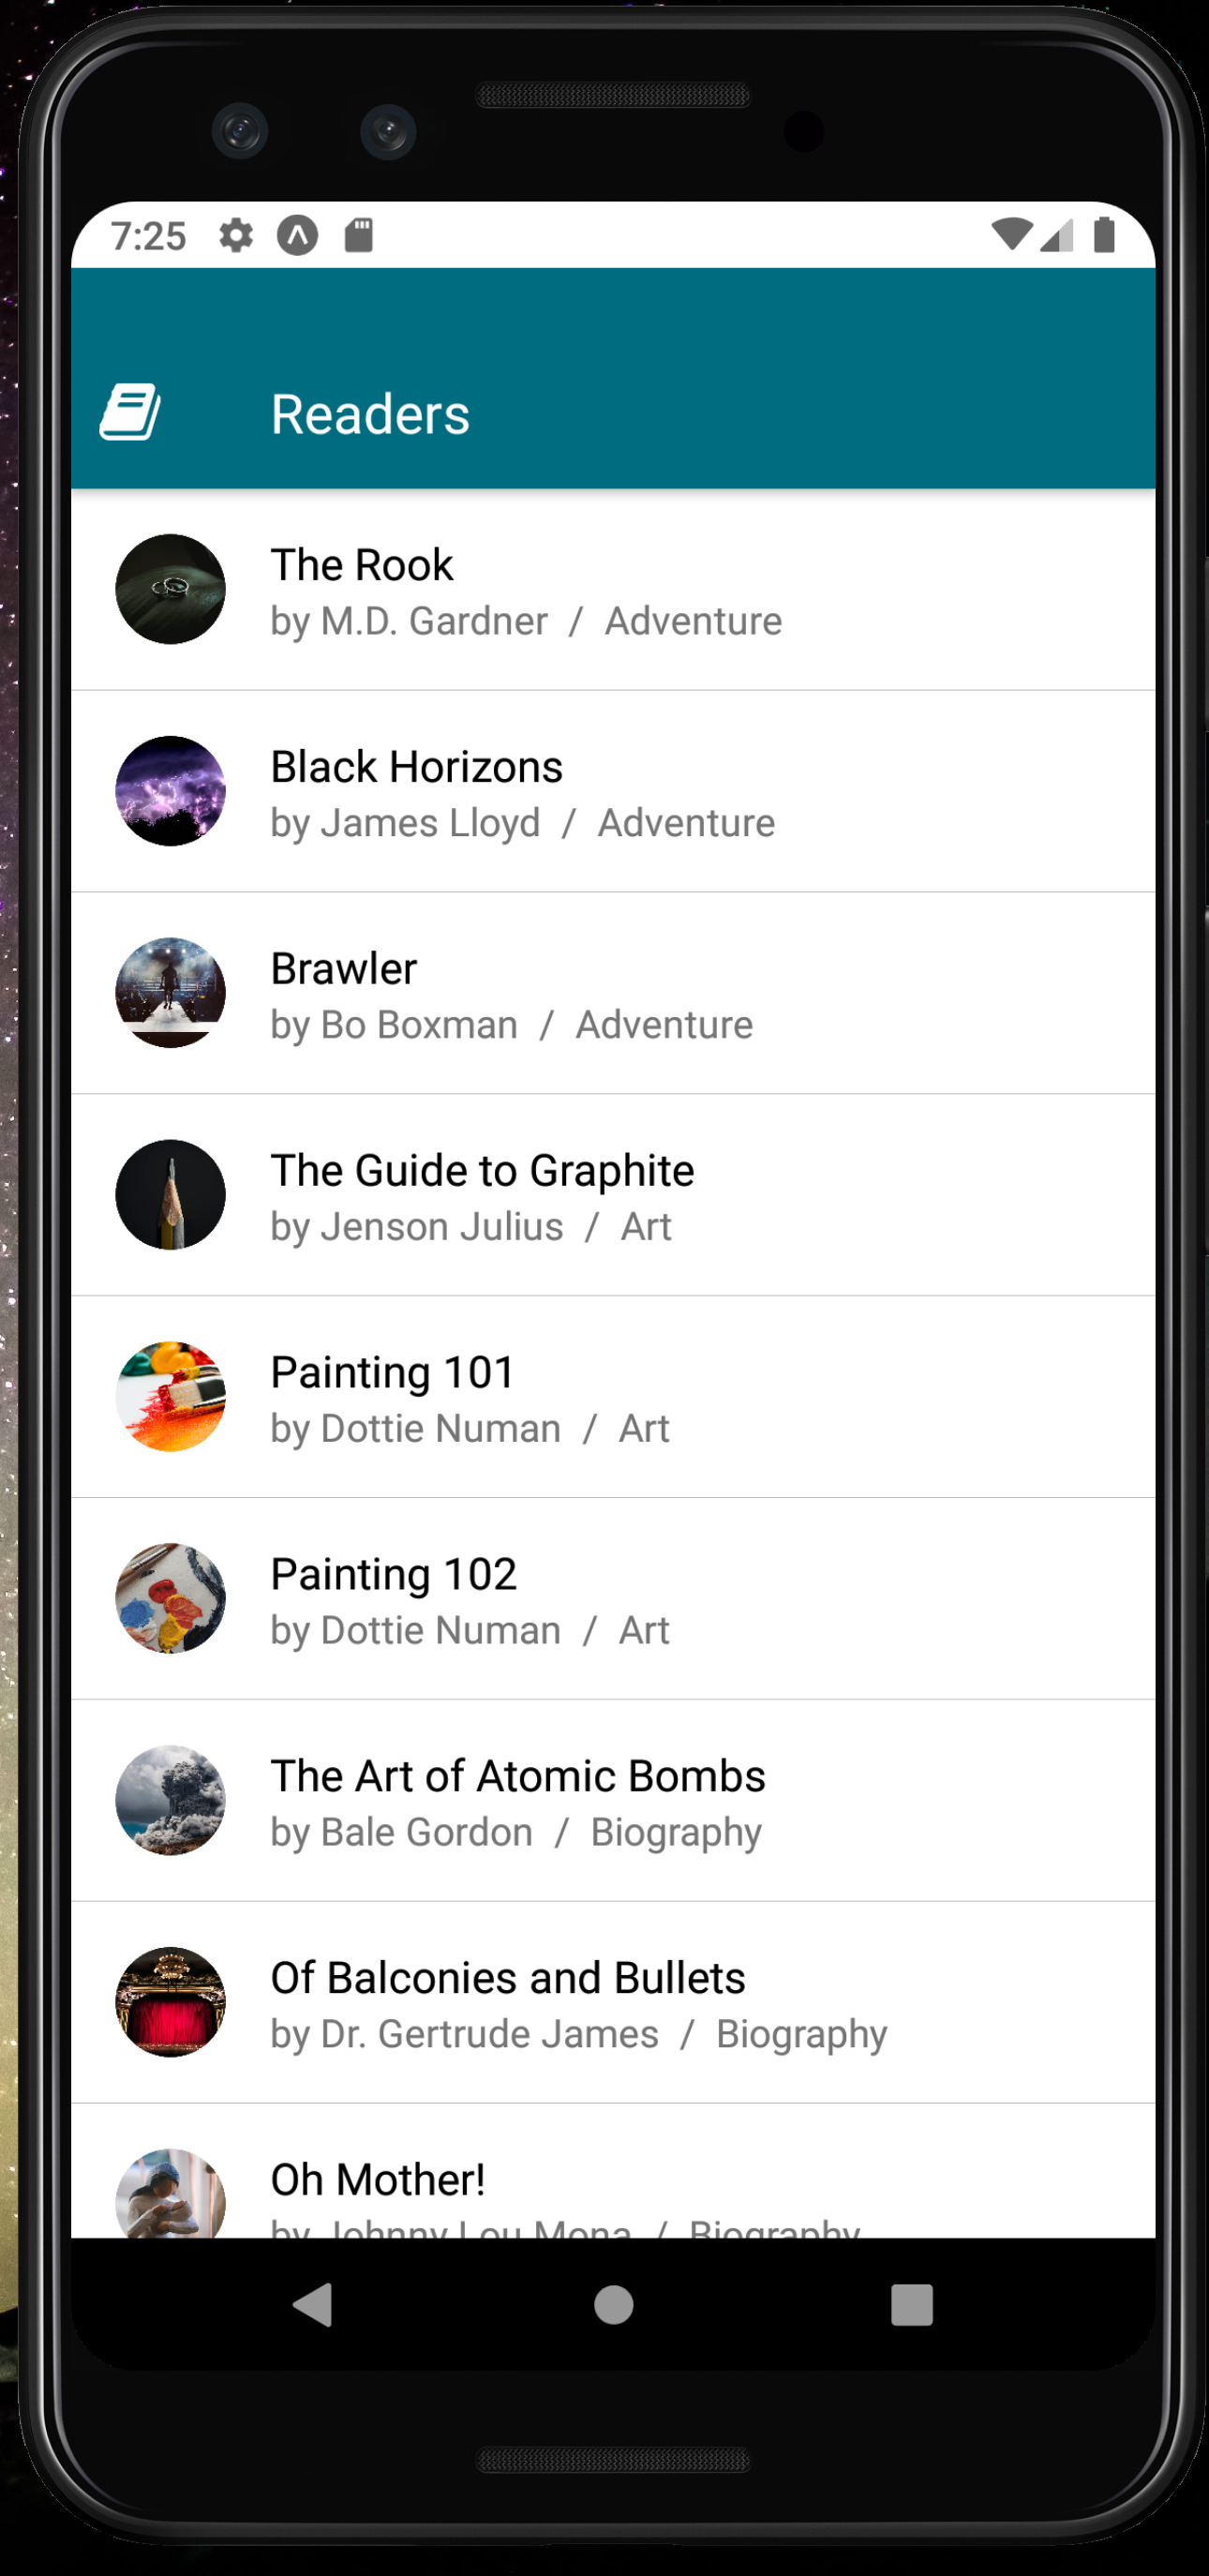 7:25
Readers
The Rook
by M.D. Gardner / Adventure
Black Horizons
by James Lloyd / Adventure
Brawler
by Bo Boxman / Adventure
The Guide to Graphite
by Jenson Julius / Art
Painting 101
by Dottie Numan / Art
Painting 102
by Dottie Numan / Art
The Art of Atomic Bombs
by Bale Gordon / Biography
Of Balconies and Bullets
by Dr. Gertrude James / Biography
Oh Mother!
by Johnny Lou Mona / Biography